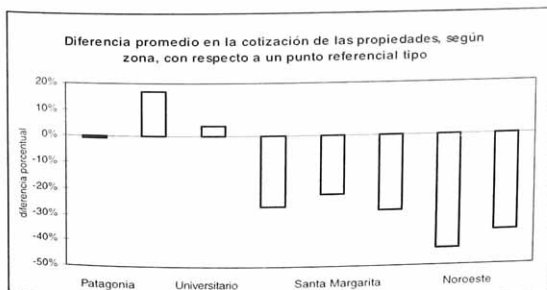 Diferencia promedio en la cotización de las propiedades, según
zona, con respecto a un punto referencial tipo
20%
10%
0%
-10%
-20%
-30%
-40%
-50%
diferencia porcentual
Patagonia Universitario Santa Margarita Noroeste